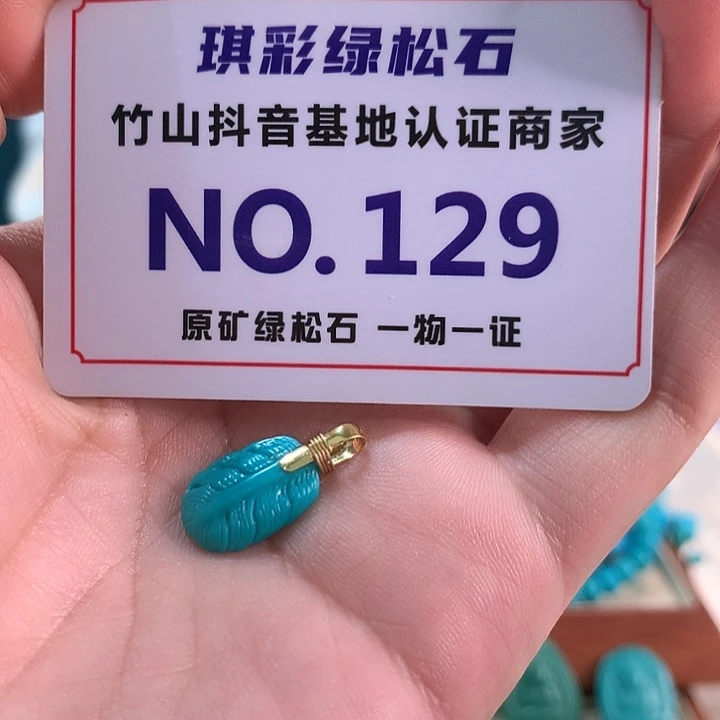 琪彩绿松石
竹山抖音基地认证商家
NO.129
原矿绿松石 一物一证